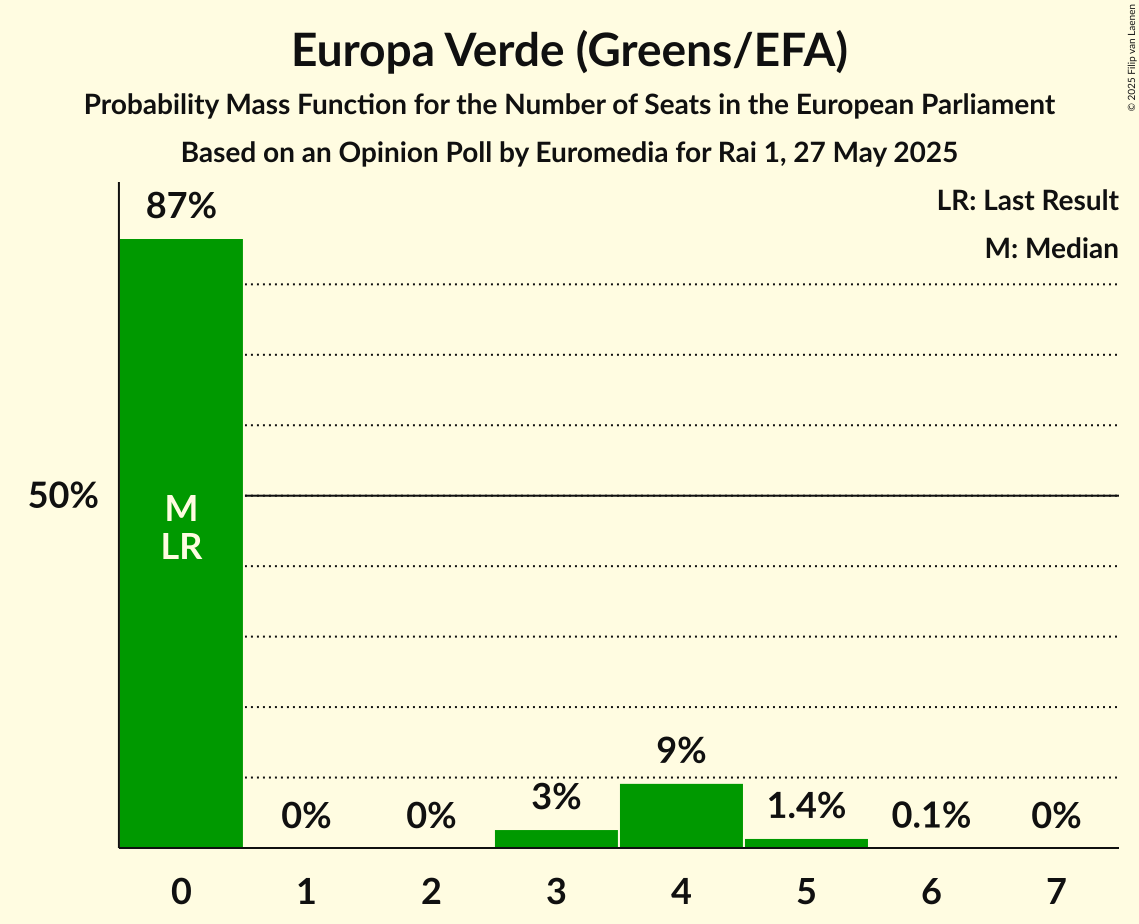 Europa Verde (Greens/EFA)
Probability Mass Function for the Number of Seats in the European Parliament
Based on an Opinion Poll by Euromedia for Rai 1, 27 May 2025
© 2025 Filip van Laenen
LR: Last Result
M: Median
87%
50%
M
LR
0%
0%
3%
9%
1.4%
0.1%
0%
0
1
2
3
4
5
6
7